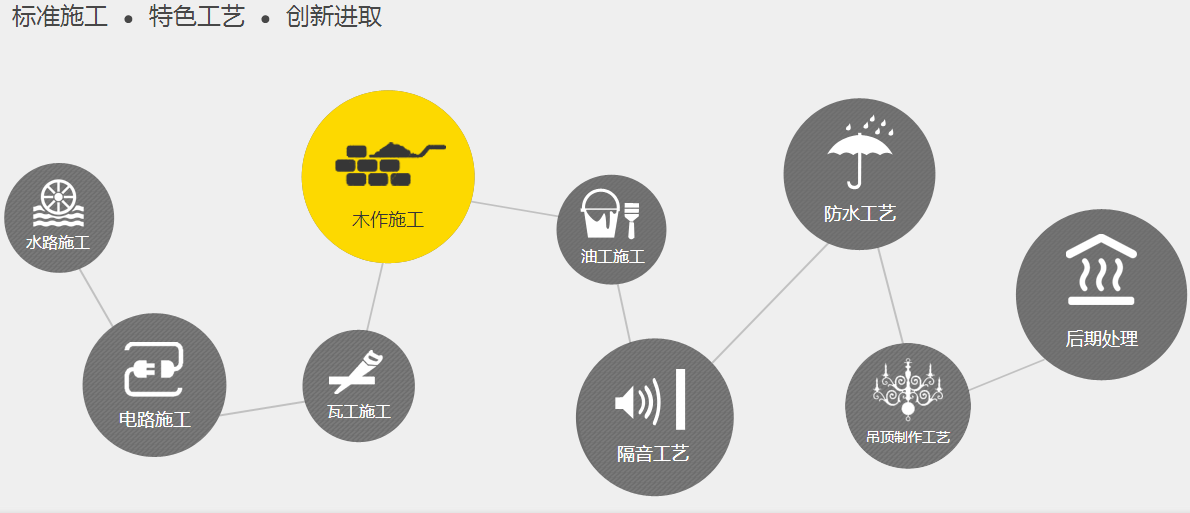 标准施工 ● 特色工艺 ● 创新进取
水路施工
电路施工
瓦工施工
木作施工
油工施工
隔音工艺
防水工艺
吊顶制作工艺
后期处理